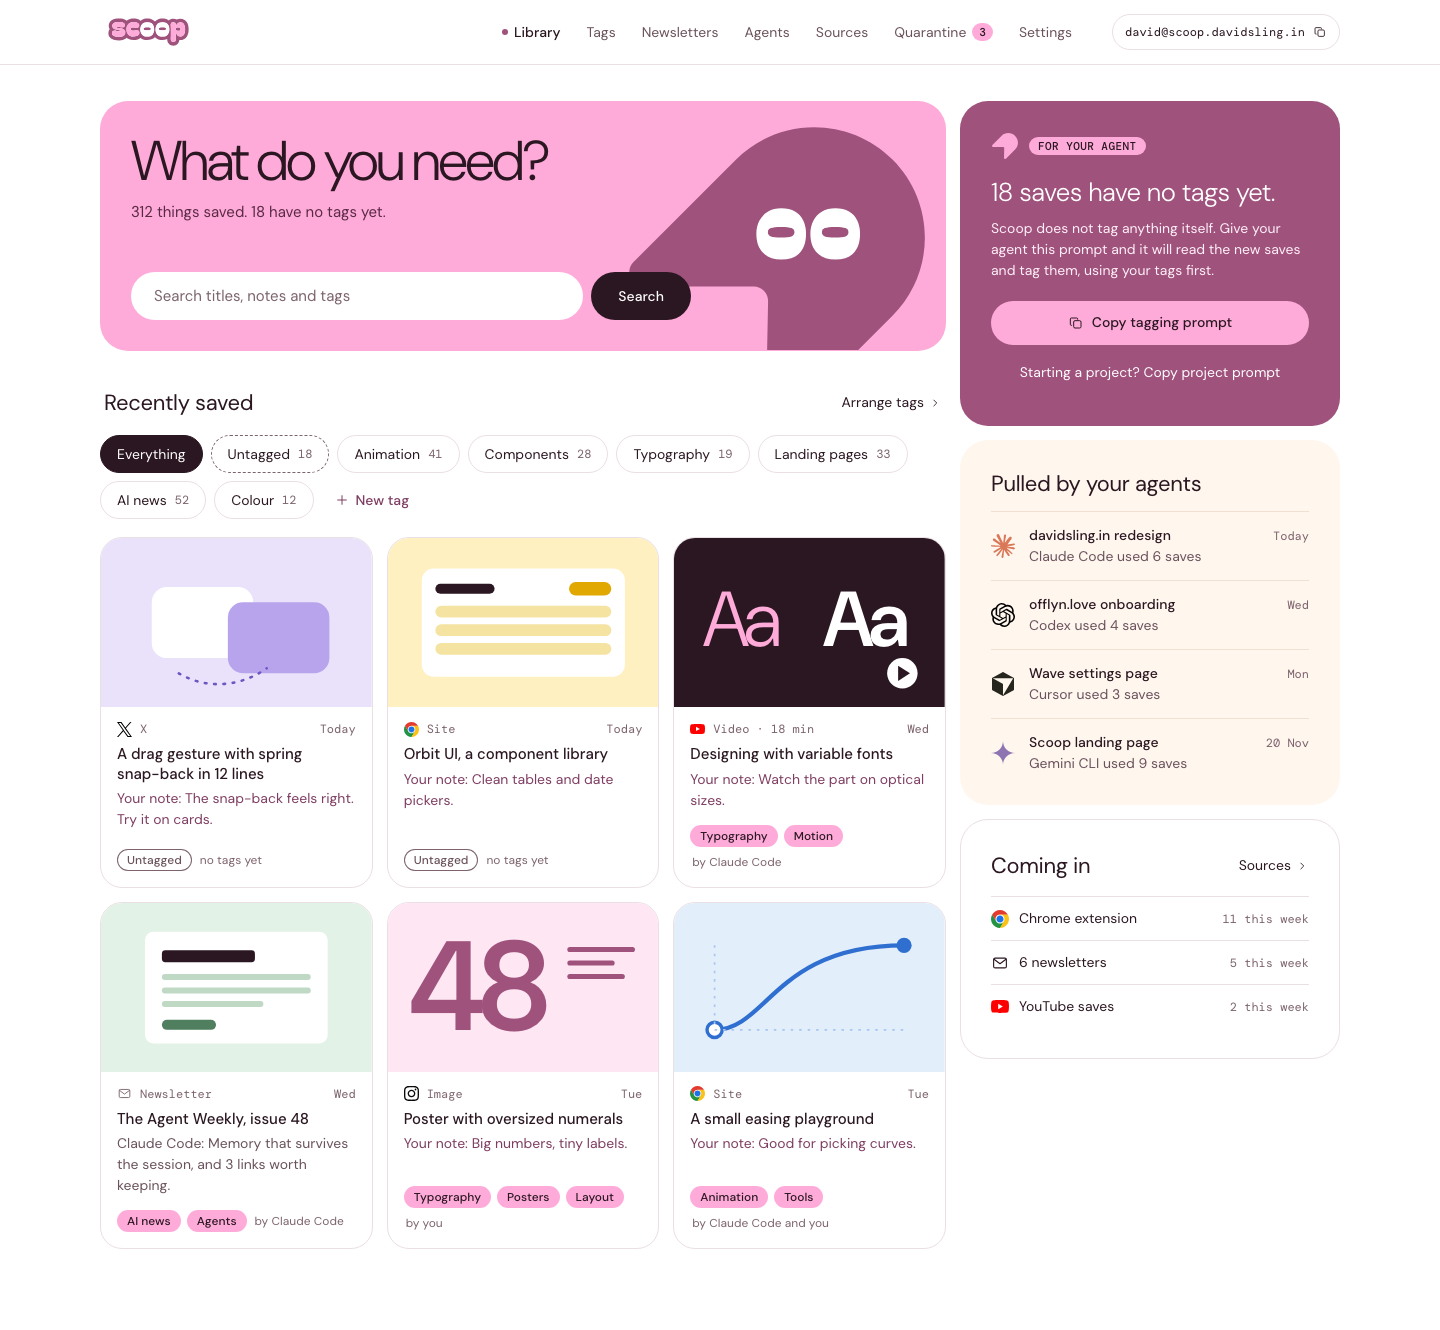 scoop
Library
Tags
Newsletters
Agents
Sources
Quarantine 3
Settings
david@scoop.davidsling.in
What do you need?
312 things saved. 18 have no tags yet.
Search titles, notes and tags
Search
FOR YOUR AGENT
18 saves have no tags yet.
Scoop does not tag anything itself. Give your
agent this prompt and it will read the new saves
and tag them, using your tags first.
Copy tagging prompt
Starting a project? Copy project prompt
Recently saved
Arrange tags
Everything
Untagged 18
Animation 41
Components 28
Typography 19
Landing pages 33
AI news 52
Colour 12
New tag
X
Today
A drag gesture with spring
snap-back in 12 lines
Your note: The snap-back feels right.
Try it on cards.
Untagged
no tags yet
Site
Today
Orbit UI, a component library
Your note: Clean tables and date
pickers.
Untagged
no tags yet
Aa Aa
Video · 18 min
Wed
Designing with variable fonts
Your note: Watch the part on optical
sizes.
Typography
Motion
by Claude Code
Newsletter
Wed
The Agent Weekly, issue 48
Claude Code: Memory that survives
the session, and 3 links worth
keeping.
AI news
Agents
by Claude Code
48
Image
Tue
Poster with oversized numerals
Your note: Big numbers, tiny labels.
Typography
Posters
Layout
by you
Site
Tue
A small easing playground
Your note: Good for picking curves.
Animation
Tools
by Claude Code and you
Pulled by your agents
davidsling.in redesign
Today
Claude Code used 6 saves
offlyn.love onboarding
Wed
Codex used 4 saves
Wave settings page
Mon
Cursor used 3 saves
Scoop landing page
20 Nov
Gemini CLI used 9 saves
Coming in
Sources
Chrome extension
11 this week
6 newsletters
5 this week
YouTube saves
2 this week